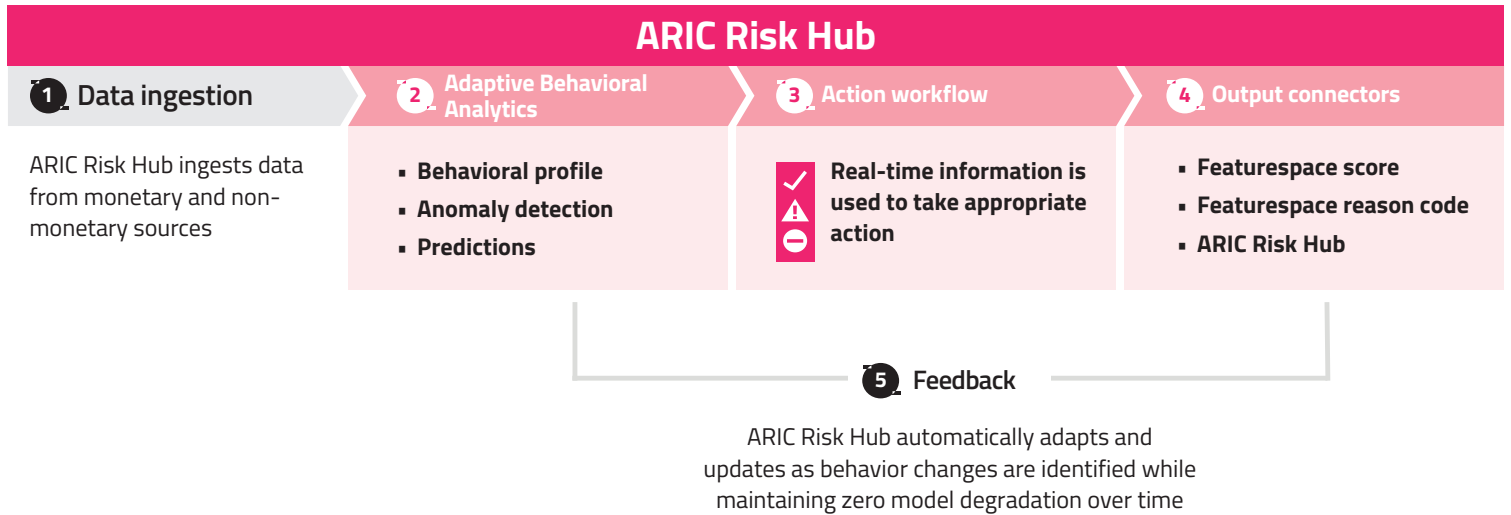 ARIC Risk Hub
1 Data ingestion
ARIC Risk Hub ingests data
from monetary and non-
monetary sources
2 Adaptive Behavioral
Analytics
▪ Behavioral profile
▪ Anomaly detection
▪ Predictions
3 Action workflow
Real-time information is
used to take appropriate
action
4 Output connectors
▪ Featurespace score
▪ Featurespace reason code
▪ ARIC Risk Hub
5 Feedback
ARIC Risk Hub automatically adapts and
updates as behavior changes are identified while
maintaining zero model degradation over time